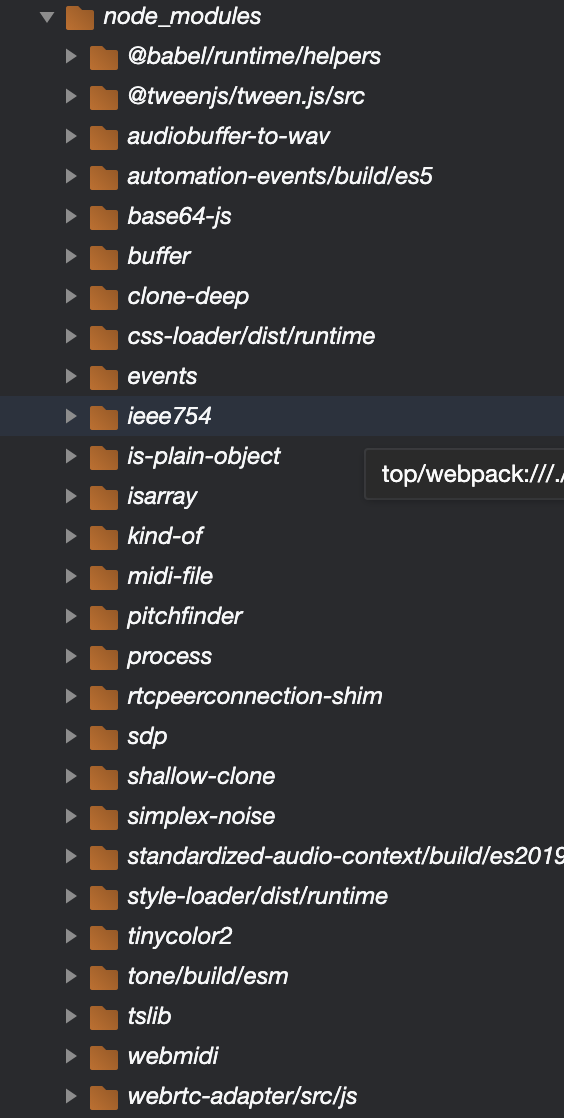 node_modules
@babel/runtime/helpers
@tweenjs/tween.js/src
audiobuffer-to-wav
automation-events/build/es5
base64-js
buffer
clone-deep
css-loader/dist/runtime
events
ieee754
is-plain-object
top/webpack:///./
isarray
kind-of
midi-file
pitchfinder
process
rtcpeerconnection-shim
sdp
shallow-clone
simplex-noise
standardized-audio-context/build/es2019
style-loader/dist/runtime
tinycolor2
tone/build/esm
tslib
webmidi
webrtc-adapter/src/js